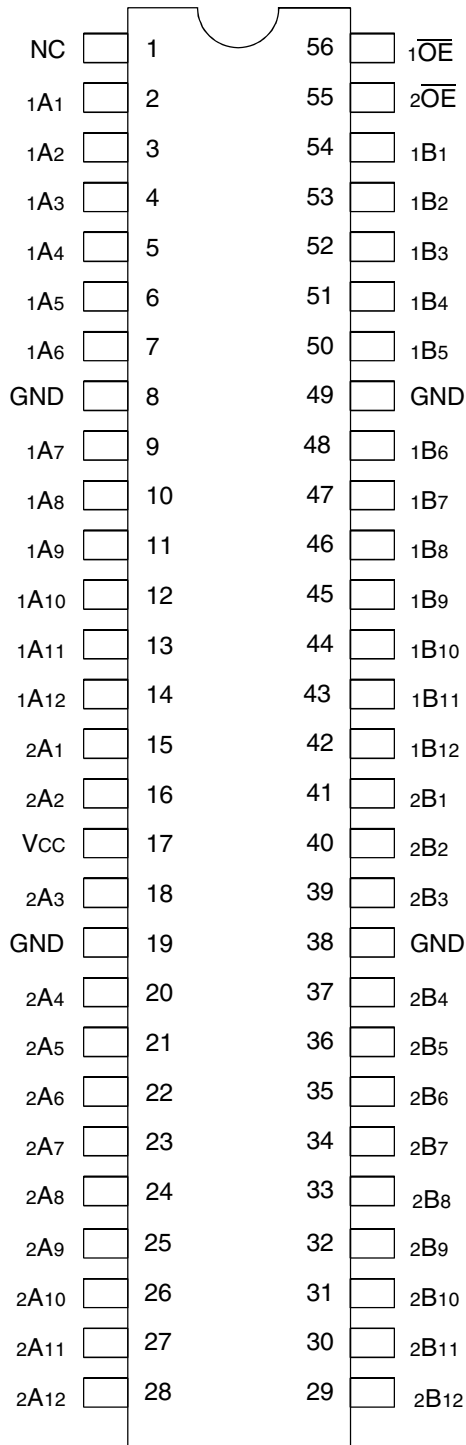 NC 1 56 1OE
1A1 2 55 2OE
1A2 3 54 1B1
1A3 4 53 1B2
1A4 5 52 1B3
1A5 6 51 1B4
1A6 7 50 1B5
GND 8 49 GND
1A7 9 48 1B6
1A8 10 47 1B7
1A9 11 46 1B8
1A10 12 45 1B9
1A11 13 44 1B10
1A12 14 43 1B11
2A1 15 42 1B12
2A2 16 41 2B1
VCC 17 40 2B2
2A3 18 39 2B3
GND 19 38 GND
2A4 20 37 2B4
2A5 21 36 2B5
2A6 22 35 2B6
2A7 23 34 2B7
2A8 24 33 2B8
2A9 25 32 2B9
2A10 26 31 2B10
2A11 27 30 2B11
2A12 28 29 2B12